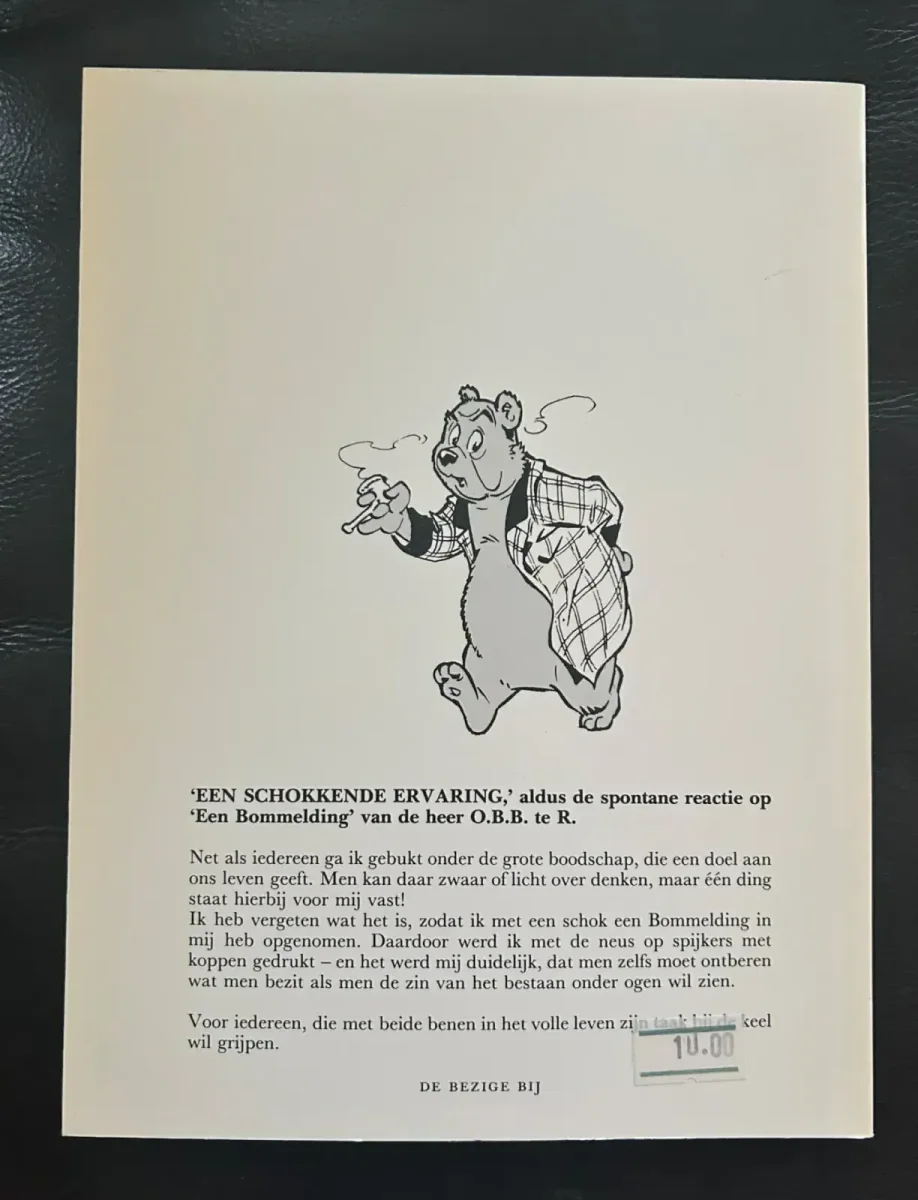 ‘EEN SCHOKKENDE ERVARING,’ aldus de spontane reactie op
‘Een Bommelding’ van de heer O.B.B. te R.
Net als iedereen ga ik gebukt onder de grote boodschap, die een doel aan
ons leven geeft. Men kan daar zwaar of licht over denken, maar één ding
staat hierbij voor mij vast!
Ik heb vergeten wat het is, zodat ik met een schok een Bommelding in
mij heb opgenomen. Daardoor werd ik met de neus op spijkers met
koppen gedrukt – en het werd mij duidelijk, dat men zelfs moet ontberen
wat men bezit als men de zin van het bestaan onder ogen wil zien.
Voor iedereen, die met beide benen in het volle leven zijn taak bij de keel
wil grijpen.
10.00
DE BEZIGE BIJ